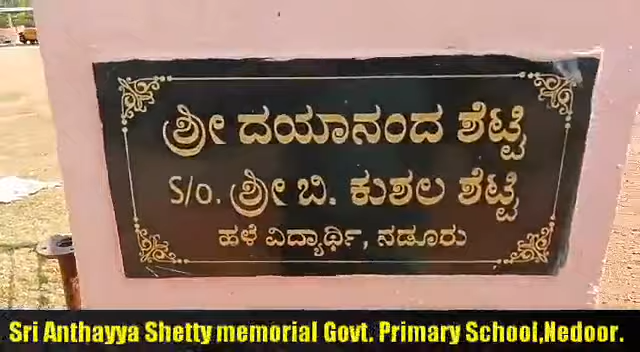 ಶ್ರೀ ದಯಾನಂದ ಶೆಟ್ಟಿ
S/o. ಶ್ರೀ ಬಿ. ಕುಶಲ ಶೆಟ್ಟಿ
ಹಳೆ ವಿದ್ಯಾರ್ಥಿ, ನಡೂರು
Sri Anthayya Shetty memorial Govt. Primary School,Nedoor.